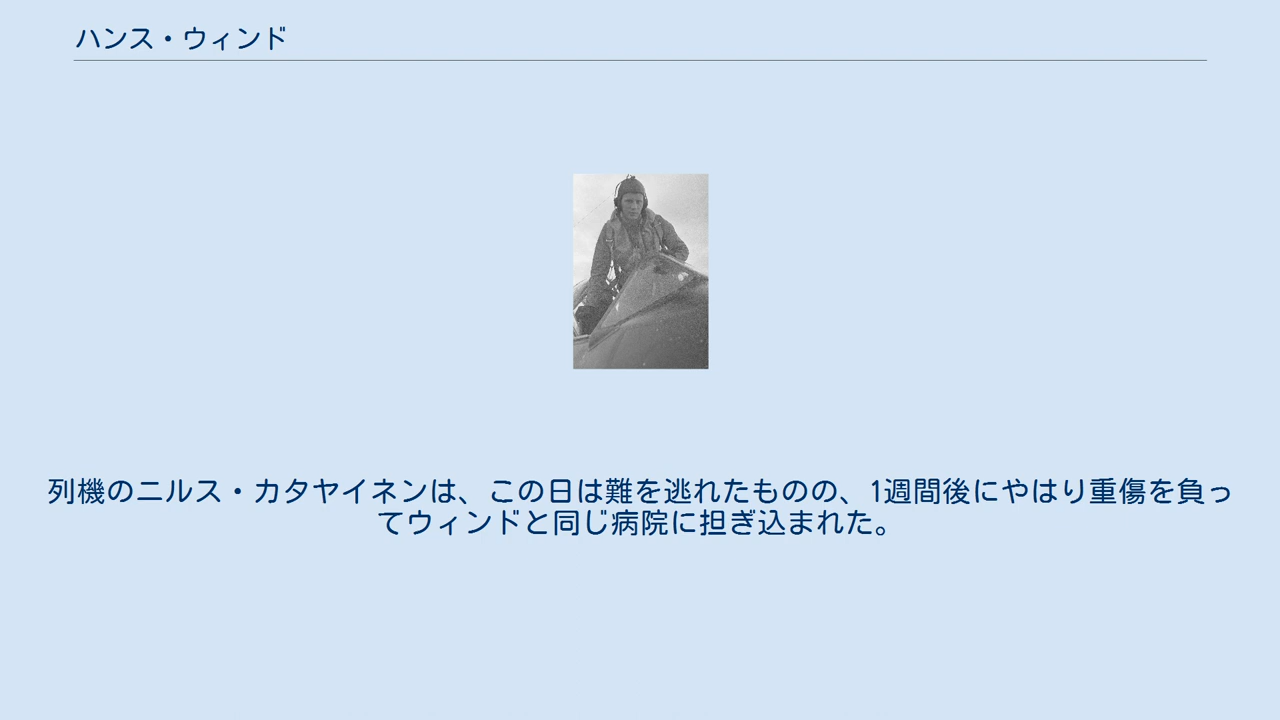 ハンス・ウィンド
列機のニルス・カタヤイネンは、この日は難を逃れたものの、1週間後にやはり重傷を負っ
てウィンドと同じ病院に担ぎ込まれた。